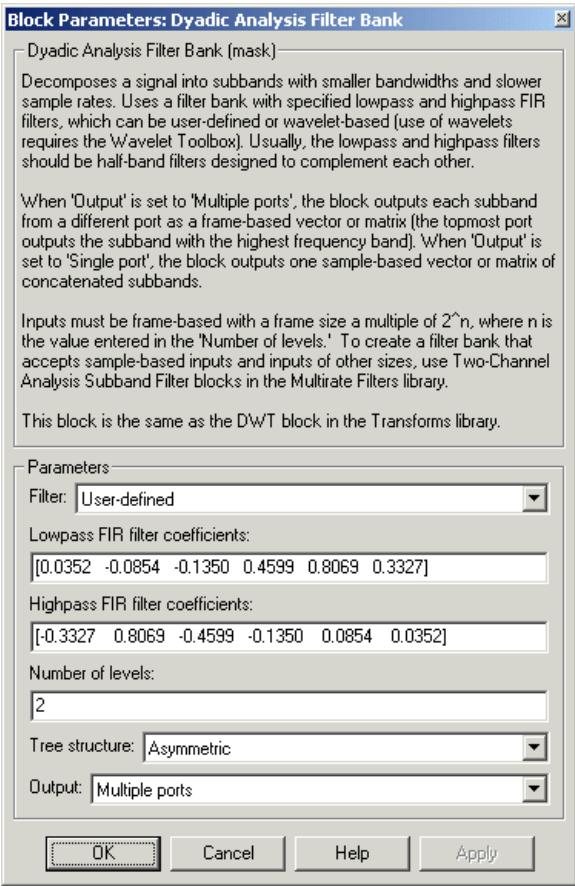 Block Parameters: Dyadic Analysis Filter Bank
Dyadic Analysis Filter Bank (mask)
Decomposes a signal into subbands with smaller bandwidths and slower
sample rates. Uses a filter bank with specified lowpass and highpass FIR
filters, which can be user-defined or wavelet-based (use of wavelets
requires the Wavelet Toolbox). Usually, the lowpass and highpass filters
should be half-band filters designed to complement each other.
When 'Output' is set to 'Multiple ports', the block outputs each subband
from a different port as a frame-based vector or matrix (the topmost port
outputs the subband with the highest frequency band). When 'Output' is
set to 'Single port', the block outputs one sample-based vector or matrix of
concatenated subbands.
Inputs must be frame-based with a frame size a multiple of 2^n, where n is
the value entered in the 'Number of levels.' To create a filter bank that
accepts sample-based inputs and inputs of other sizes, use Two-Channel
Analysis Subband Filter blocks in the Multirate Filters library.
This block is the same as the DWT block in the Transforms library.
Parameters
Filter: User-defined
Lowpass FIR filter coefficients:
[0.0352 -0.0854 -0.1350 0.4599 0.8069 0.3327]
Highpass FIR filter coefficients:
[-0.3327 0.8069 -0.4599 -0.1350 0.0854 0.0352]
Number of levels:
2
Tree structure: Asymmetric
Output: Multiple ports
OK Cancel Help Apply